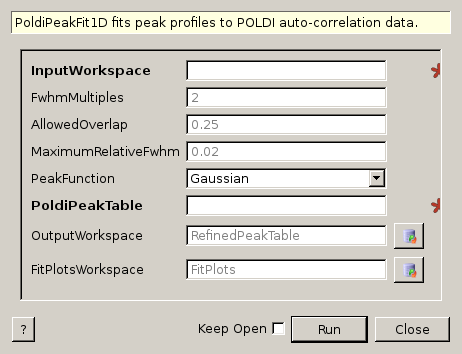 PoldiPeakFit1D fits peak profiles to POLDI auto-correlation data.
InputWorkspace
FwhmMultiples 2
AllowedOverlap 0.25
MaximumRelativeFwhm 0.02
PeakFunction Gaussian
PoldiPeakTable
OutputWorkspace RefinedPeakTable
FitPlotsWorkspace FitPlots
? Keep Open Run Close